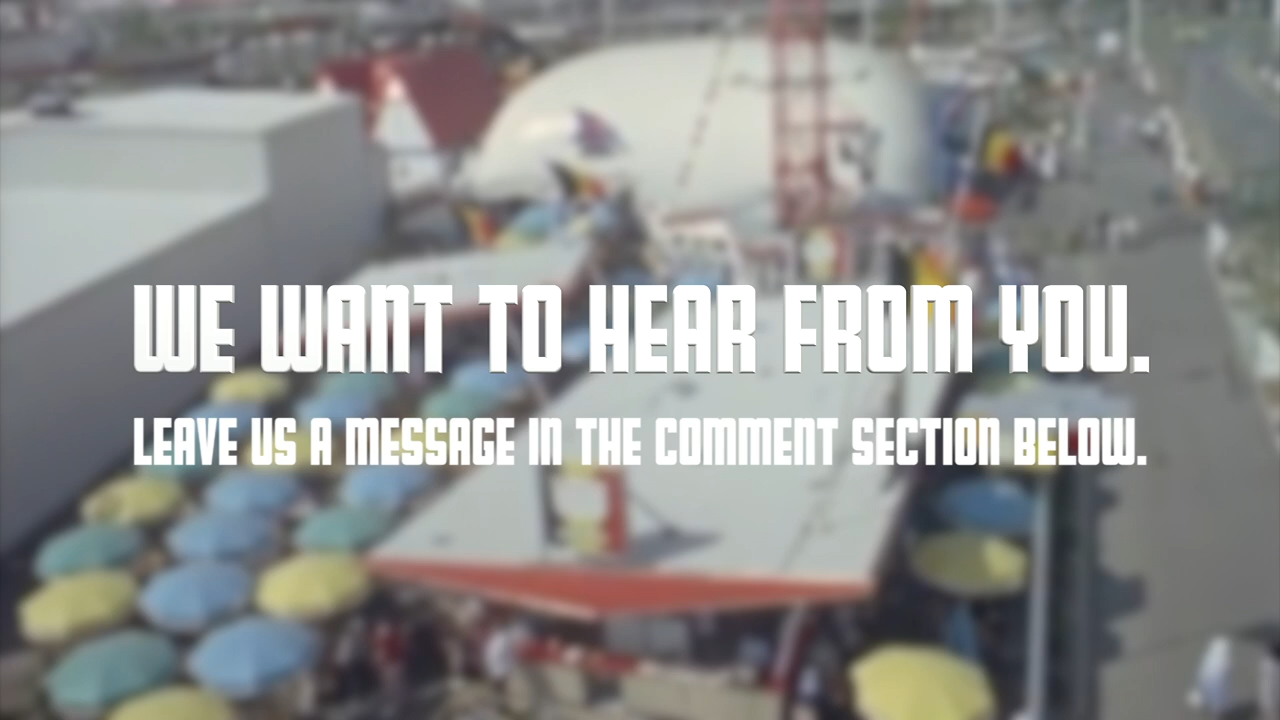 WE WANT TO HEAR FROM YOU.
LEAVE US A MESSAGE IN THE COMMENT SECTION BELOW.